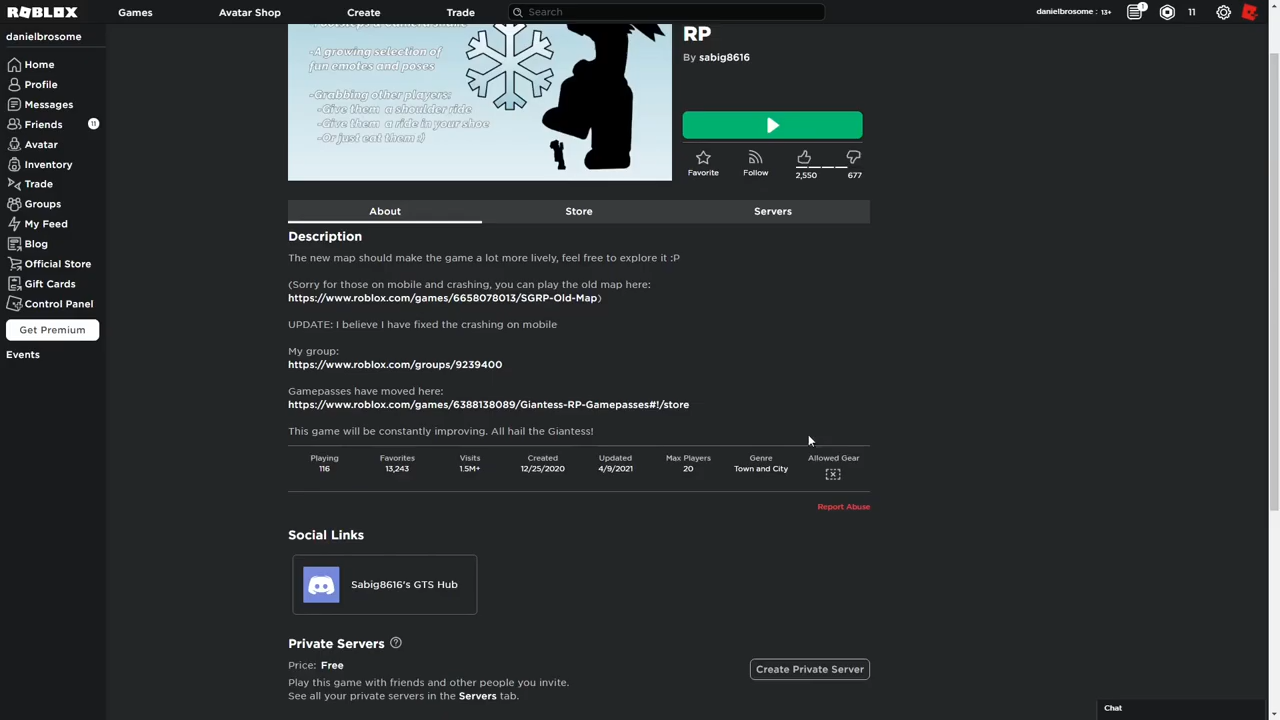 ROBLOX Games Avatar Shop Create Trade Search danielbrosome : 13+ 1 11
danielbrosome
Home
Profile
Messages
Friends 11
Avatar
Inventory
Trade
Groups
My Feed
Blog
Official Store
Gift Cards
Control Panel
Get Premium
Events
-A growing selection of
fun emotes and poses
-Grabbing other players:
-Give them a shoulder ride
-Give them a ride in your shoe
-Or just eat them :)
RP
By sabig8616
Favorite Follow 2,550 677
About Store Servers
Description
The new map should make the game a lot more lively, feel free to explore it :P
(Sorry for those on mobile and crashing, you can play the old map here:
https://www.roblox.com/games/6658078013/SGRP-Old-Map)
UPDATE: I believe I have fixed the crashing on mobile
My group:
https://www.roblox.com/groups/9239400
Gamepasses have moved here:
https://www.roblox.com/games/6388138089/Giantess-RP-Gamepasses#!/store
This game will be constantly improving. All hail the Giantess!
Playing Favorites Visits Created Updated Max Players Genre Allowed Gear
116 13,243 1.5M+ 12/25/2020 4/9/2021 20 Town and City
Report Abuse
Social Links
Sabig8616's GTS Hub
Private Servers
Price: Free
Create Private Server
Play this game with friends and other people you invite.
See all your private servers in the Servers tab.
Chat